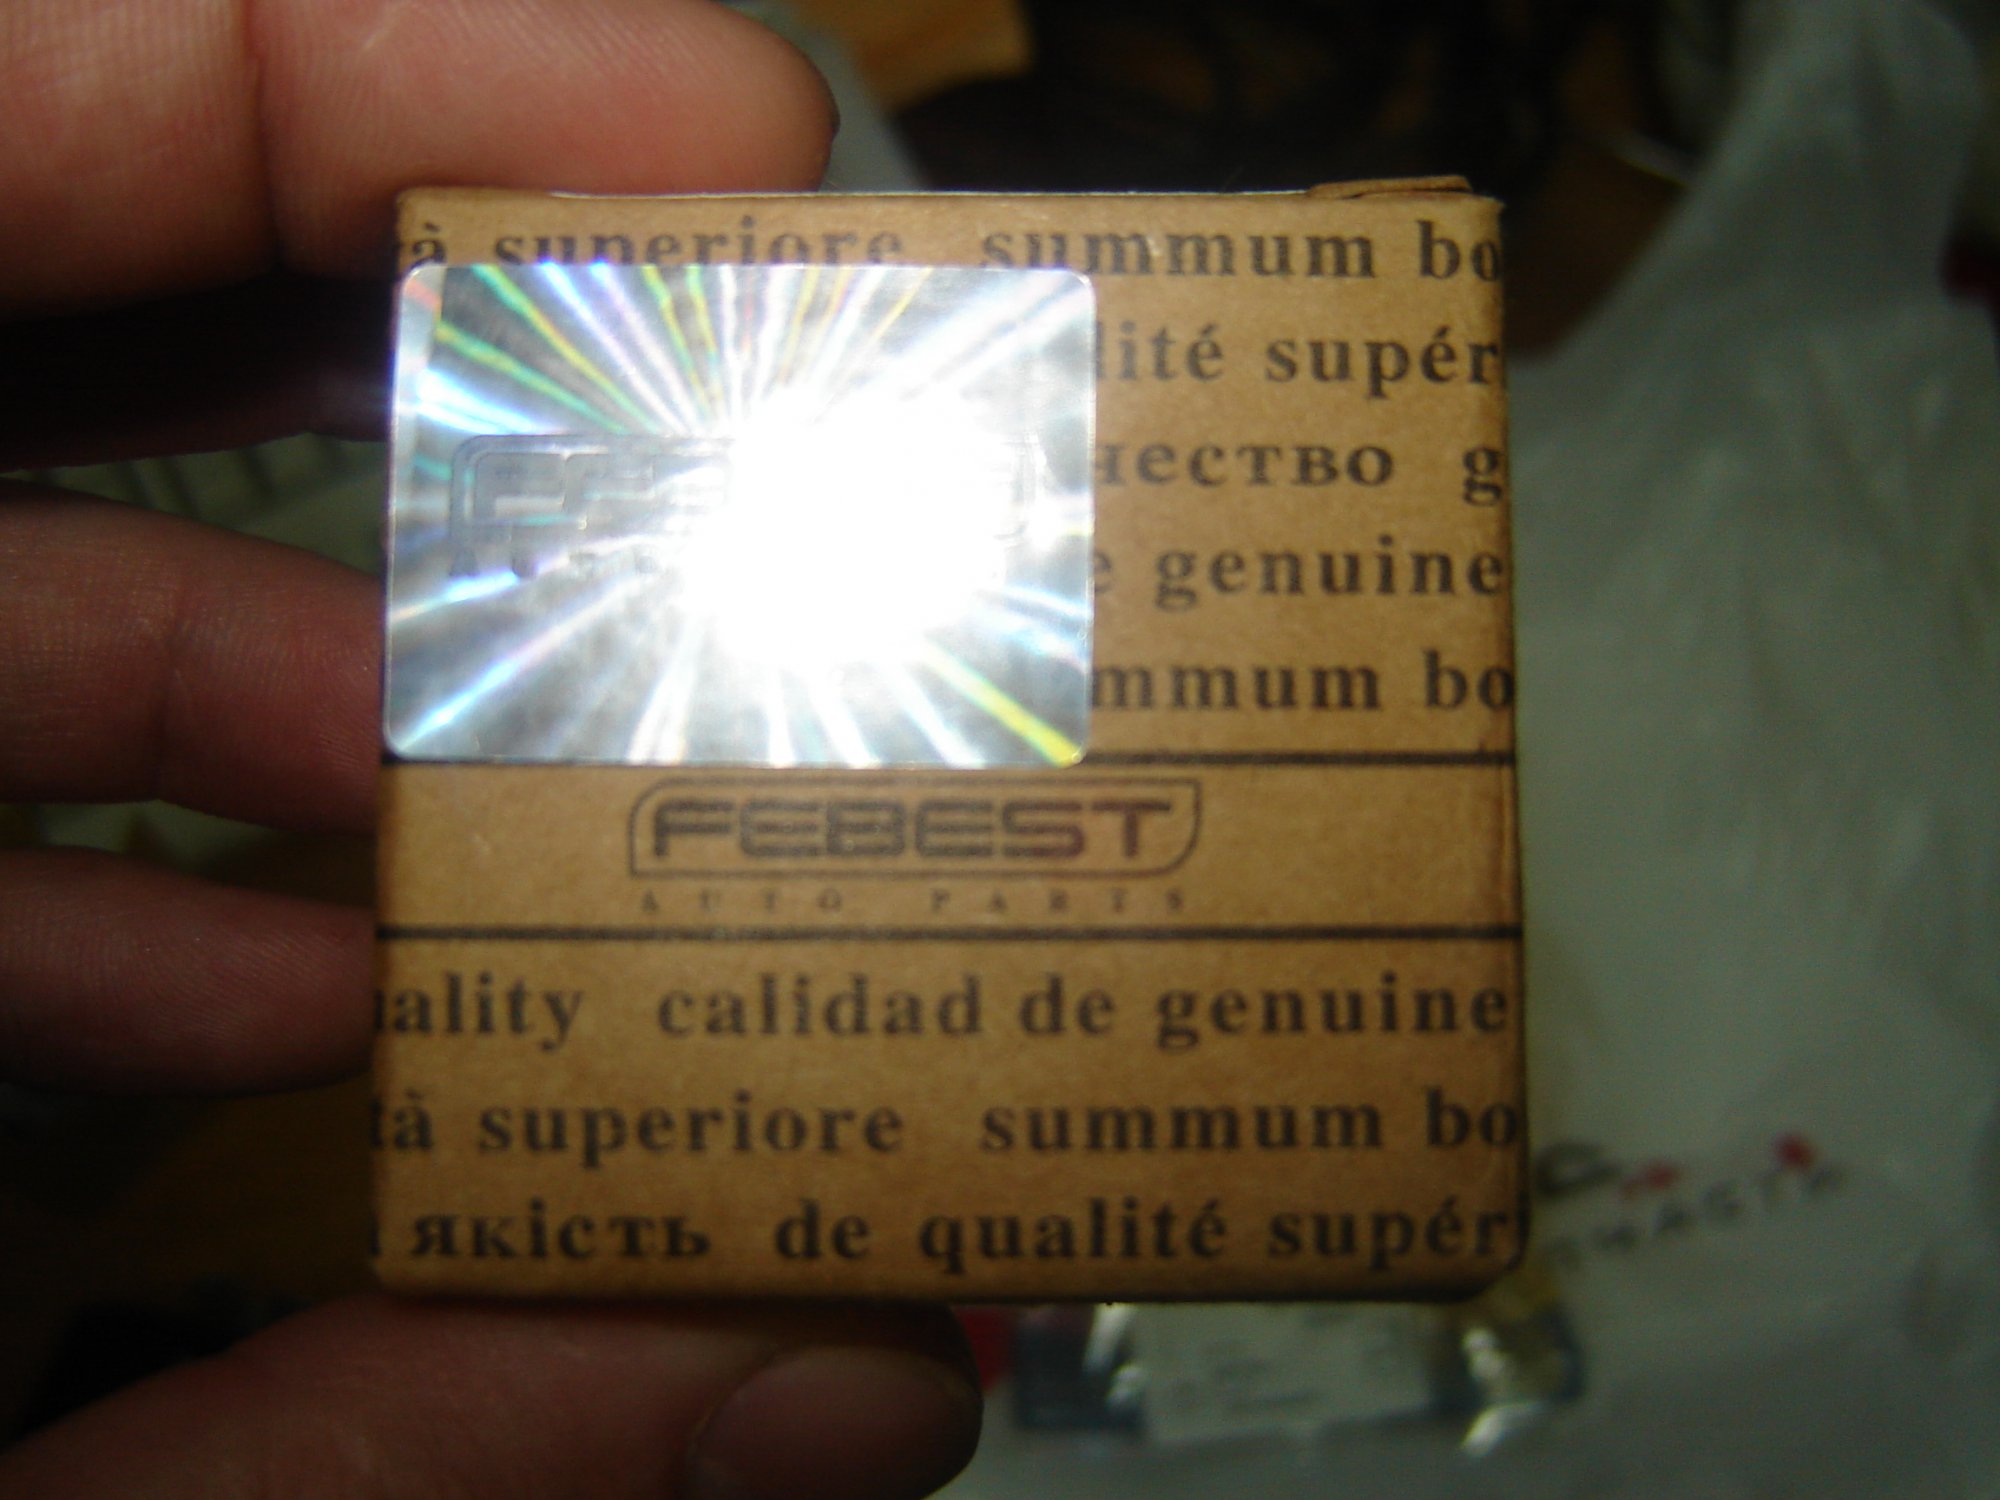 à superiore summum bo
lité supér
чество g
e genuine
mmum bo
FEBEST
AUTO PARTS
ality calidad de genuine
tà superiore summum bo
якість de qualité supér